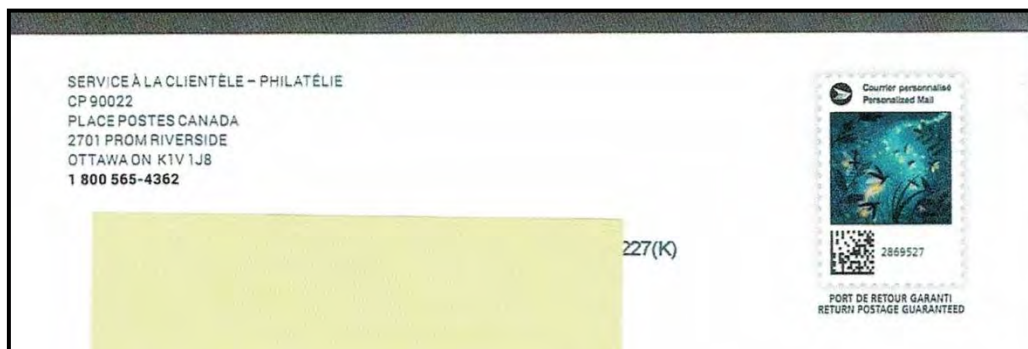 SERVICE À LA CLIENTÈLE – PHILATÉLIE
CP 90022
PLACE POSTES CANADA
2701 PROM RIVERSIDE
OTTAWA ON K1V 1J8
1 800 565-4362
227(K)
Courrier personnalisé
Personalized Mail
2869527
PORT DE RETOUR GARANTI
RETURN POSTAGE GUARANTEED